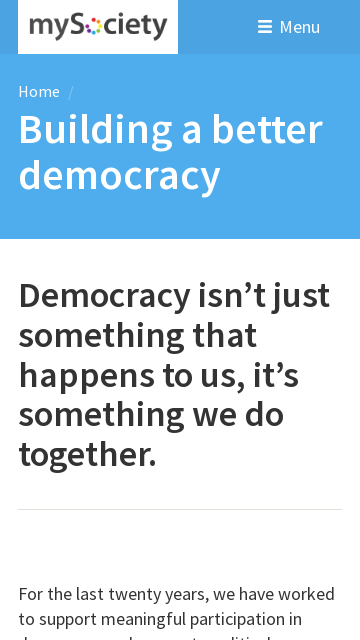 mySociety
Menu
Home /
Building a better
democracy
Democracy isn’t just
something that
happens to us, it’s
something we do
together.
For the last twenty years, we have worked
to support meaningful participation in